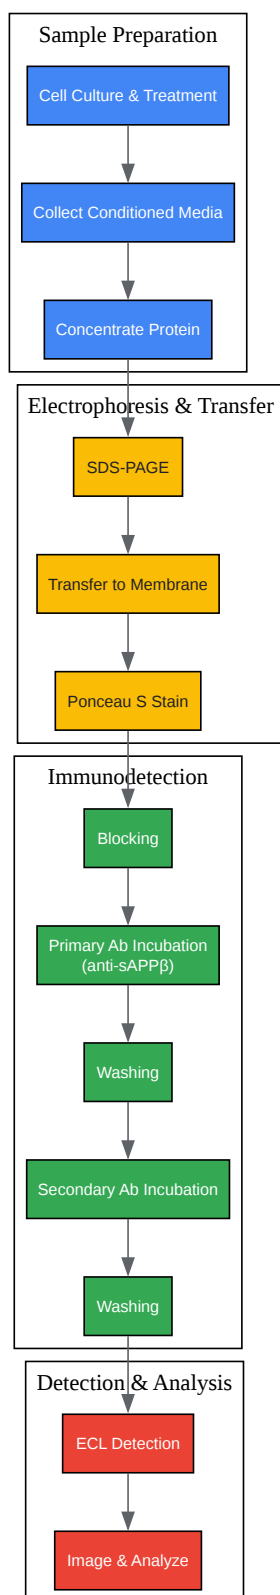 Sample Preparation
Cell Culture & Treatment
Collect Conditioned Media
Concentrate Protein
Electrophoresis & Transfer
SDS-PAGE
Transfer to Membrane
Ponceau S Stain
Immunodetection
Blocking
Primary Ab Incubation
(anti-sAPPβ)
Washing
Secondary Ab Incubation
Washing
Detection & Analysis
ECL Detection
Image & Analyze